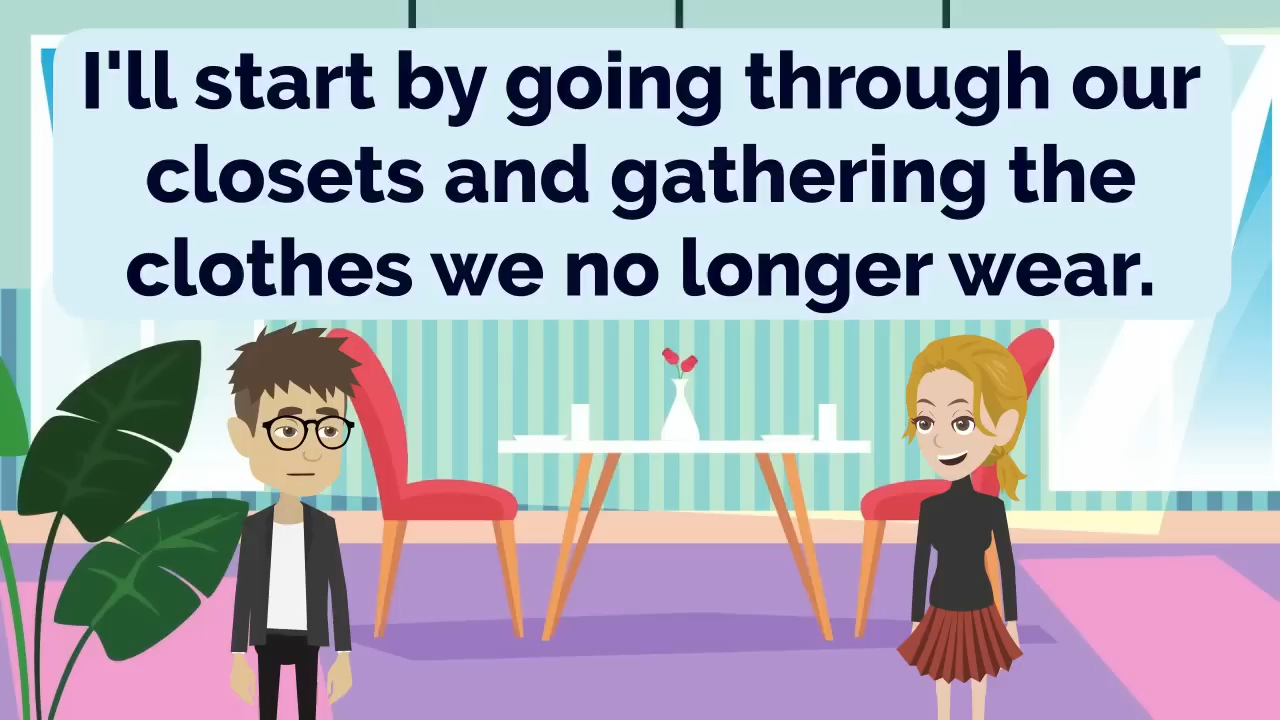 I'll start by going through our
closets and gathering the
clothes we no longer wear.